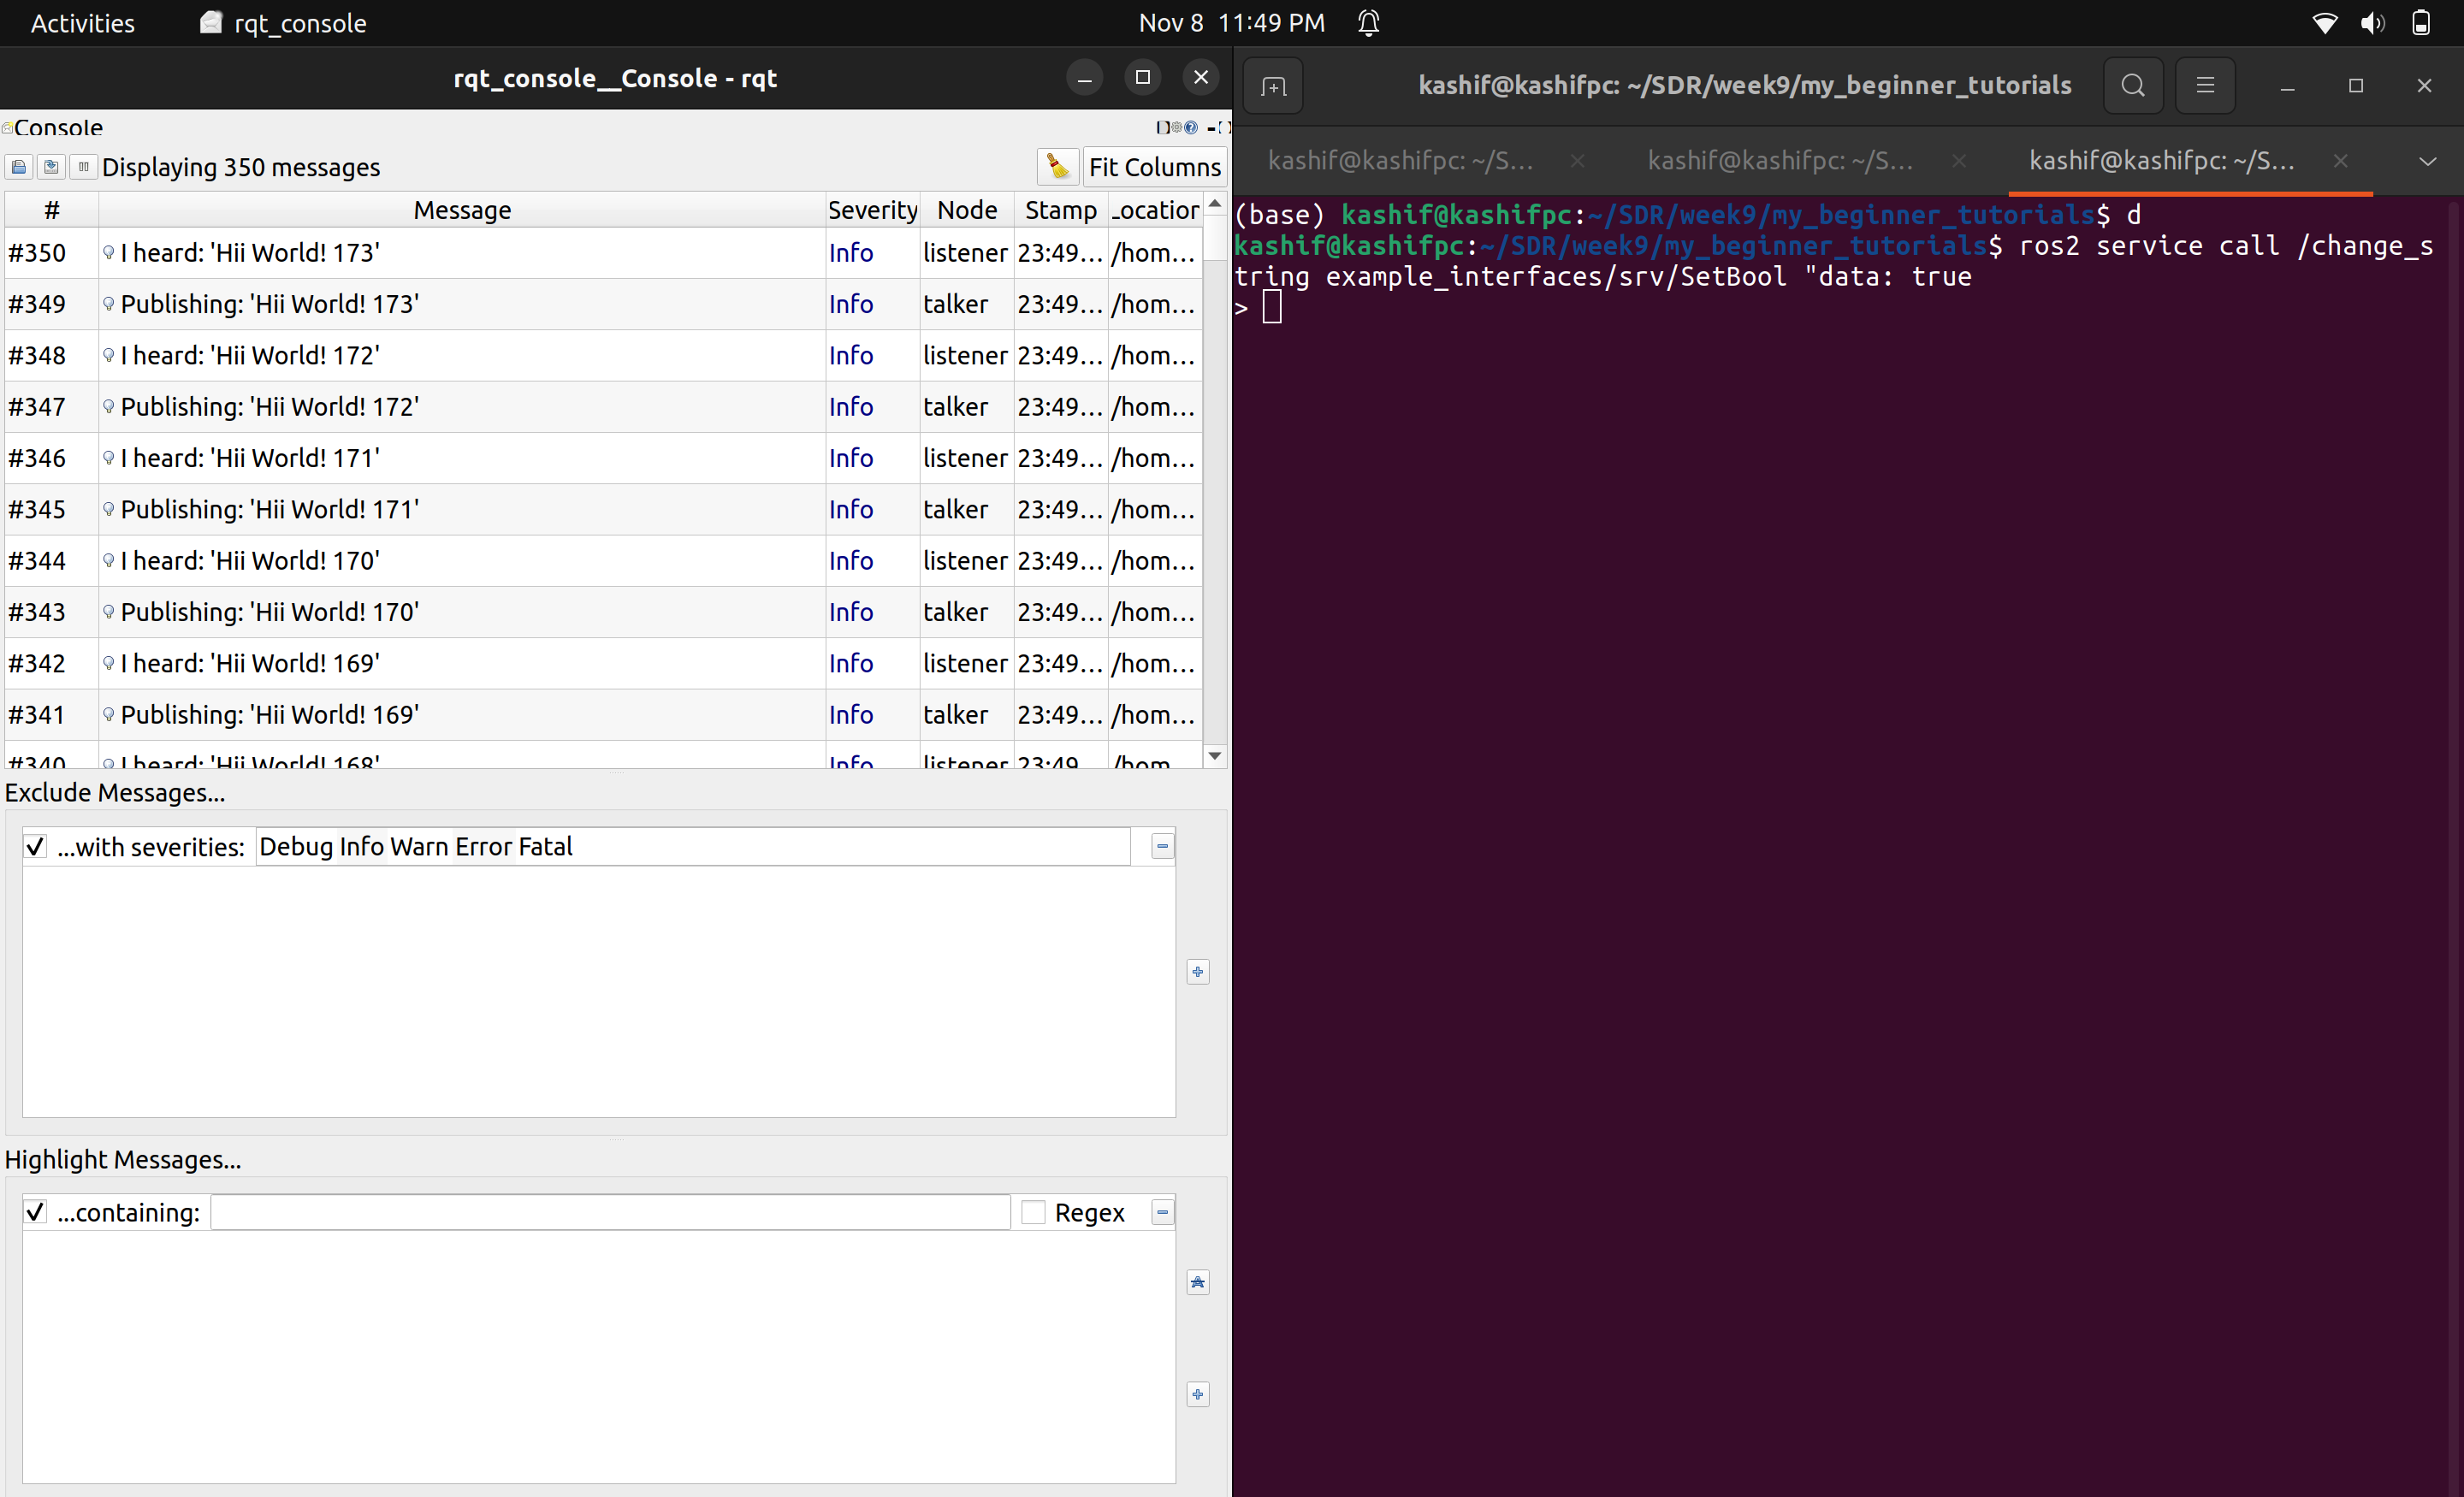 Activities rqt_console Nov 8 11:49 PM
rqt_console__Console - rqt
Console
Displaying 350 messages Fit Columns
# Message Severity Node Stamp Location
#350 I heard: 'Hii World! 173' Info listener 23:49... /hom...
#349 Publishing: 'Hii World! 173' Info talker 23:49... /hom...
#348 I heard: 'Hii World! 172' Info listener 23:49... /hom...
#347 Publishing: 'Hii World! 172' Info talker 23:49... /hom...
#346 I heard: 'Hii World! 171' Info listener 23:49... /hom...
#345 Publishing: 'Hii World! 171' Info talker 23:49... /hom...
#344 I heard: 'Hii World! 170' Info listener 23:49... /hom...
#343 Publishing: 'Hii World! 170' Info talker 23:49... /hom...
#342 I heard: 'Hii World! 169' Info listener 23:49... /hom...
#341 Publishing: 'Hii World! 169' Info talker 23:49... /hom...
#340 I heard: 'Hii World! 168' Info listener 23:49... /hom...
Exclude Messages...
...with severities: Debug Info Warn Error Fatal
Highlight Messages...
...containing: Regex
kashif@kashifpc: ~/SDR/week9/my_beginner_tutorials
kashif@kashifpc: ~/S... kashif@kashifpc: ~/S... kashif@kashifpc: ~/S...
(base) kashif@kashifpc:~/SDR/week9/my_beginner_tutorials$ d
kashif@kashifpc:~/SDR/week9/my_beginner_tutorials$ ros2 service call /change_s
tring example_interfaces/srv/SetBool "data: true
>